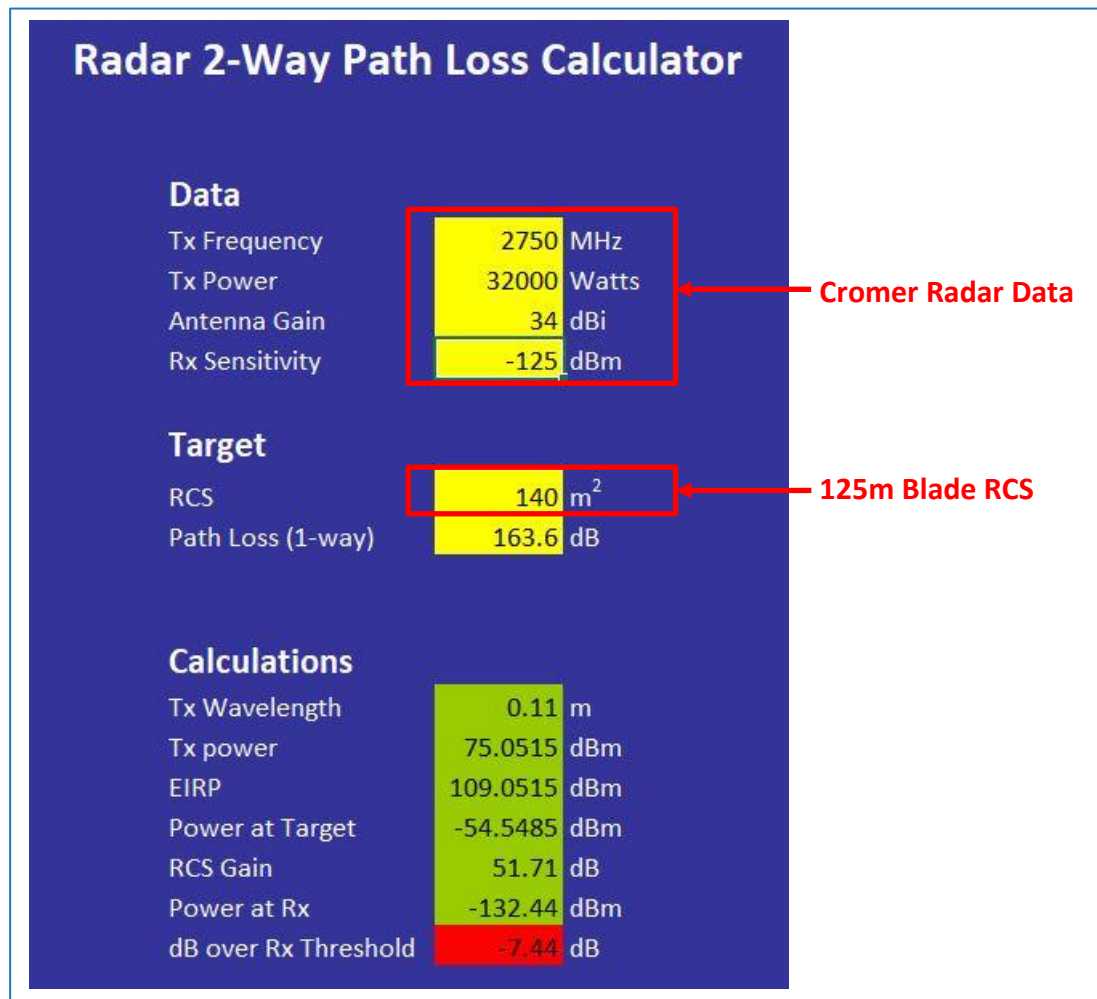 Radar 2-Way Path Loss Calculator
Data
Tx Frequency 2750 MHz
Tx Power 32000 Watts
Antenna Gain 34 dBi
Rx Sensitivity -125 dBm
Cromer Radar Data
Target
RCS 140 m²
125m Blade RCS
Path Loss (1-way) 163.6 dB
Calculations
Tx Wavelength 0.11 m
Tx power 75.0515 dBm
EIRP 109.0515 dBm
Power at Target -54.5485 dBm
RCS Gain 51.71 dB
Power at Rx -132.44 dBm
dB over Rx Threshold -7.44 dB